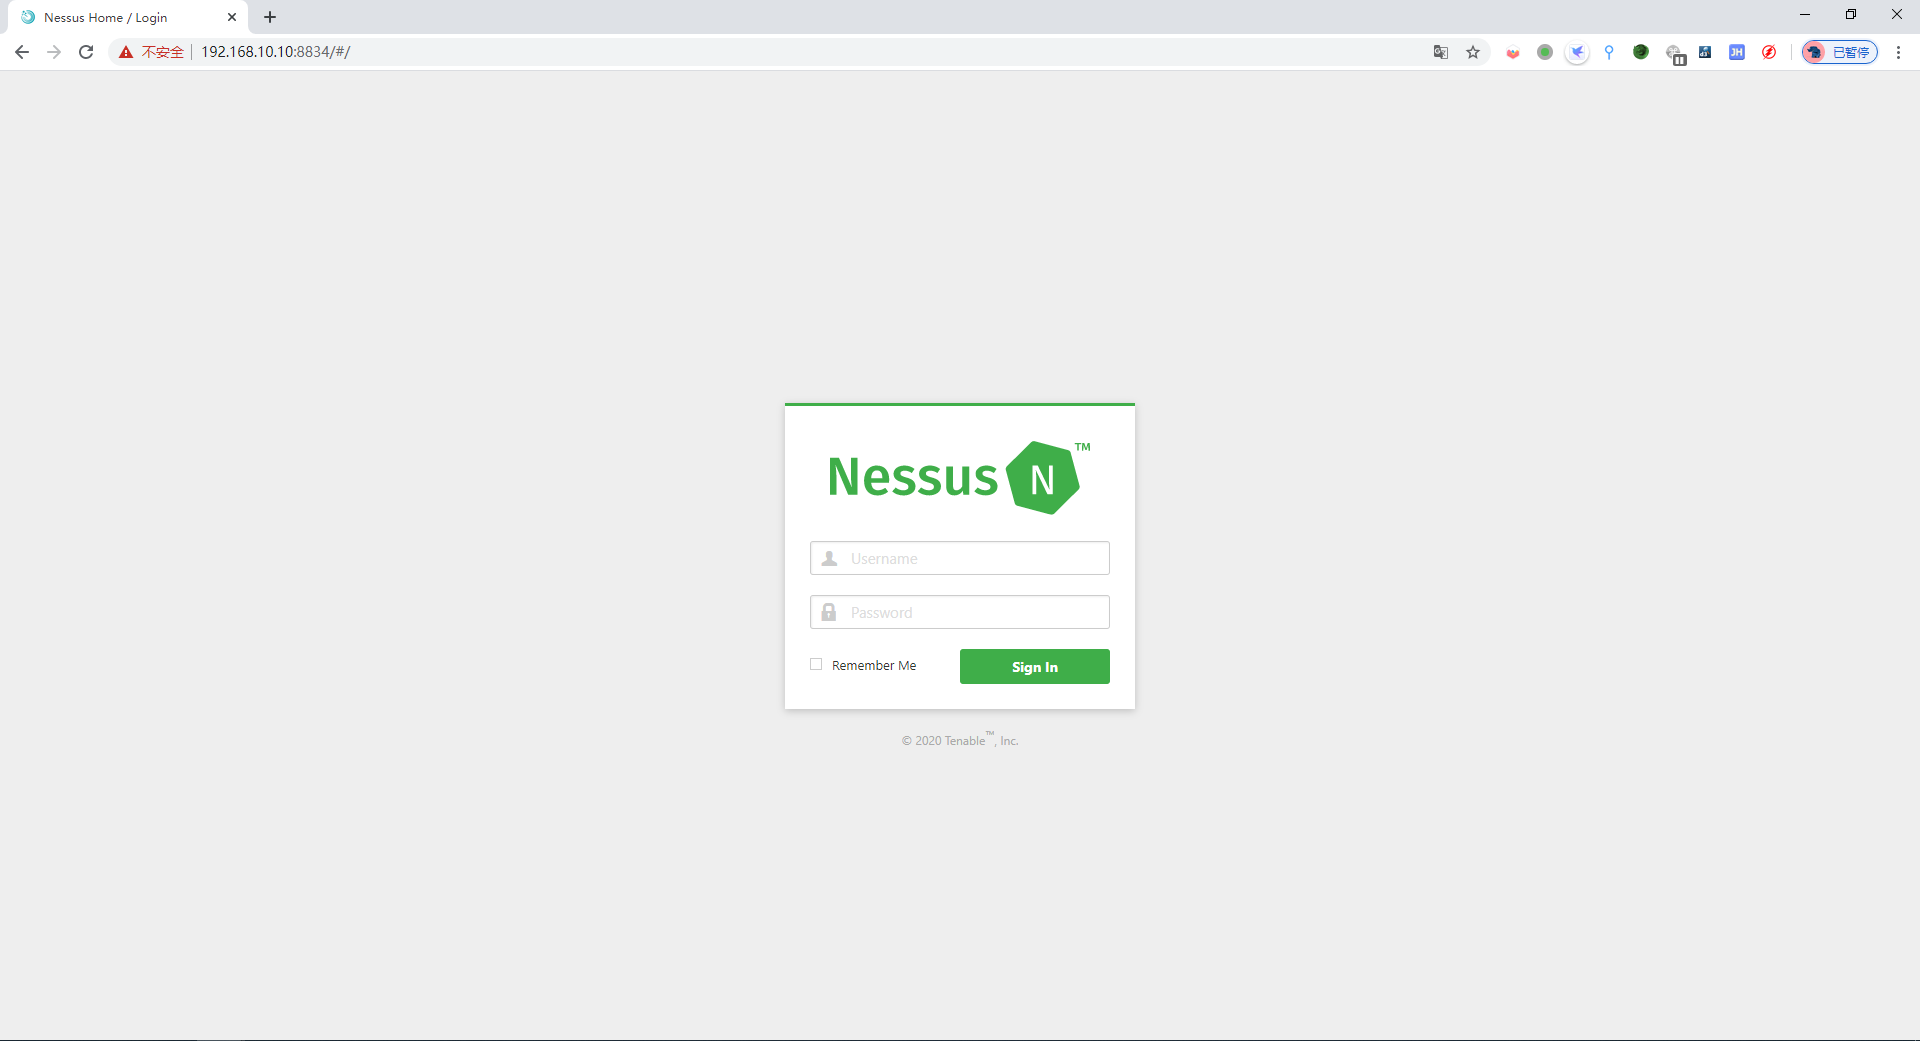 Nessus Home / Login
不安全 192.168.10.10:8834/#/
JH
已暂停
Nessus N ™
Username
Password
Remember Me
Sign In
© 2020 Tenable™, Inc.